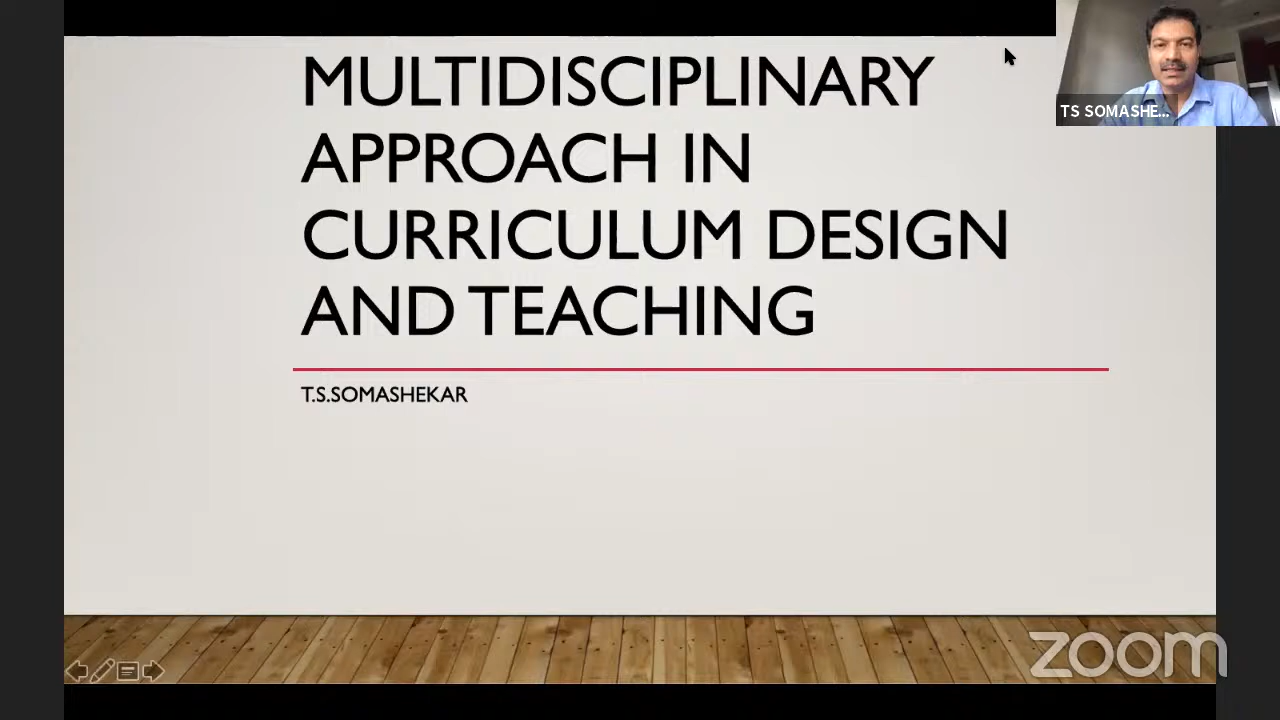 MULTIDISCIPLINARY
APPROACH IN
CURRICULUM DESIGN
AND TEACHING
T.S.SOMASHEKAR
TS SOMASHE...
zoom